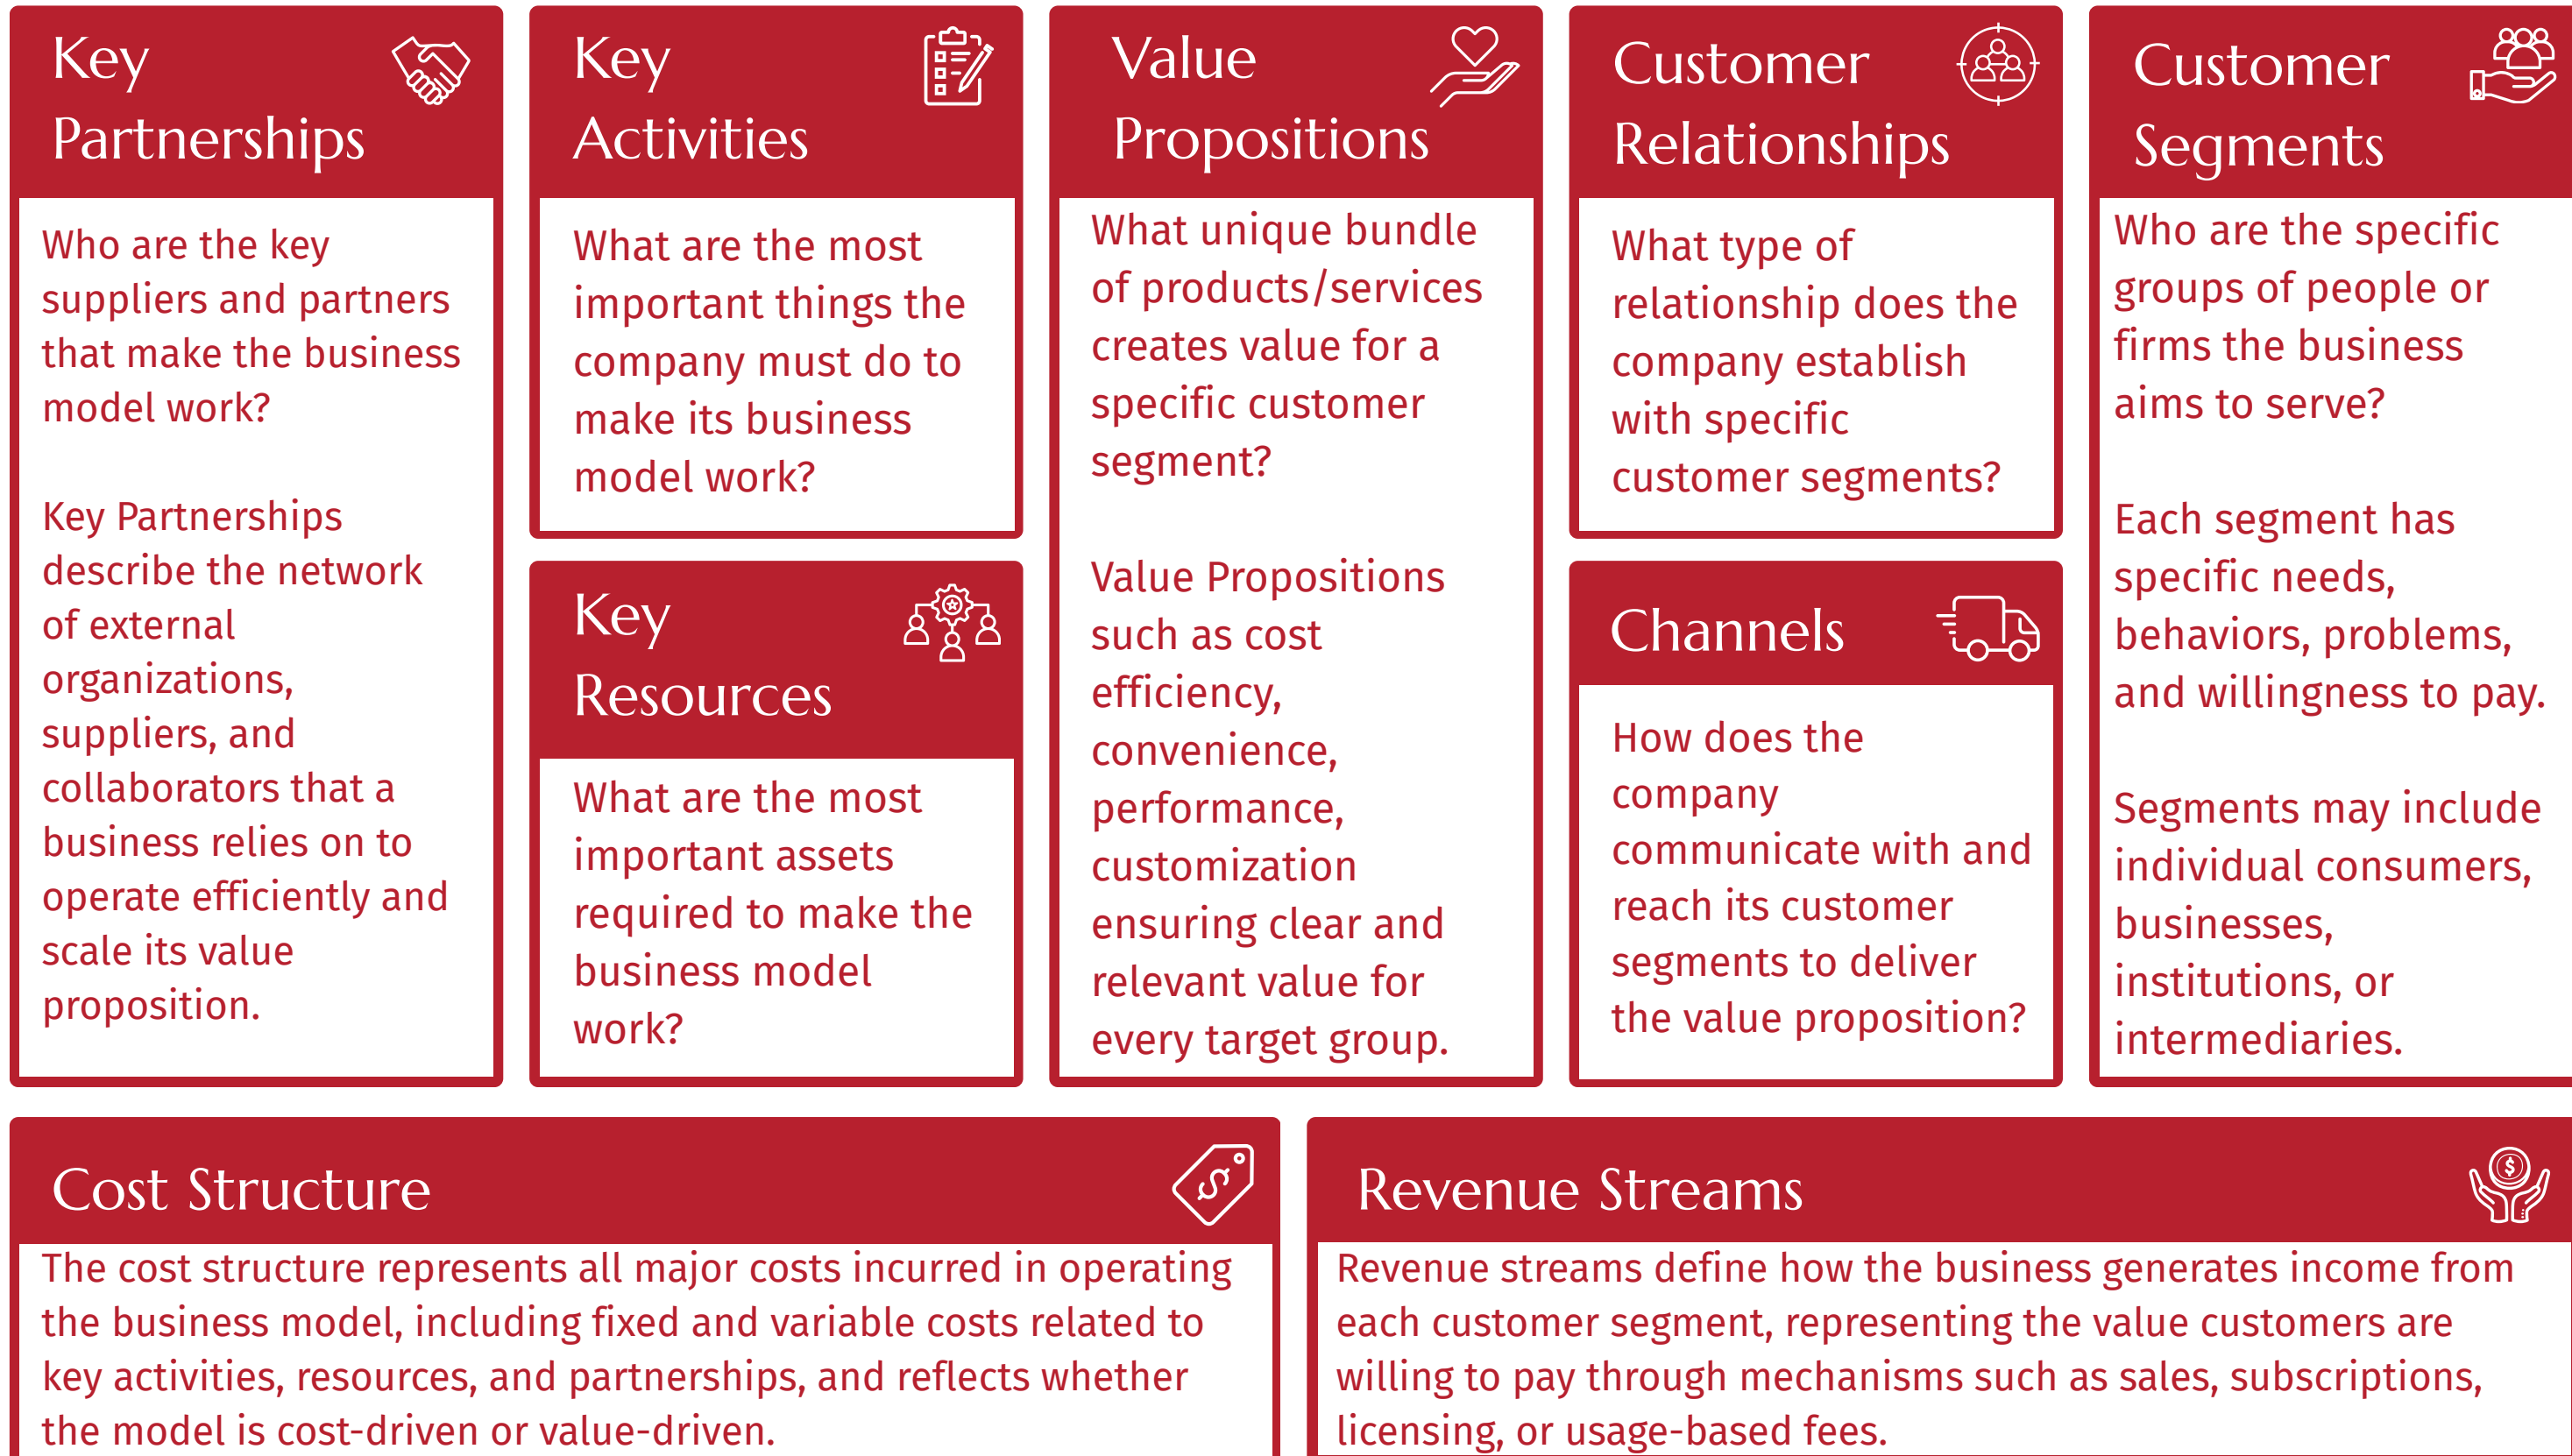 Key
Partnerships
Who are the key
suppliers and partners
that make the business
model work?
Key Partnerships
describe the network
of external
organizations,
suppliers, and
collaborators that a
business relies on to
operate efficiently and
scale its value
proposition.
Key
Activities
What are the most
important things the
company must do to
make its business
model work?
Key
Resources
What are the most
important assets
required to make the
business model
work?
Value
Propositions
What unique bundle
of products/services
creates value for a
specific customer
segment?
Value Propositions
such as cost
efficiency,
convenience,
performance,
customization
ensuring clear and
relevant value for
every target group.
Customer
Relationships
What type of
relationship does the
company establish
with specific
customer segments?
Channels
How does the
company
communicate with and
reach its customer
segments to deliver
the value proposition?
Customer
Segments
Who are the specific
groups of people or
firms the business
aims to serve?
Each segment has
specific needs,
behaviors, problems,
and willingness to pay.
Segments may include
individual consumers,
businesses,
institutions, or
intermediaries.
Cost Structure
The cost structure represents all major costs incurred in operating
the business model, including fixed and variable costs related to
key activities, resources, and partnerships, and reflects whether
the model is cost-driven or value-driven.
Revenue Streams
Revenue streams define how the business generates income from
each customer segment, representing the value customers are
willing to pay through mechanisms such as sales, subscriptions,
licensing, or usage-based fees.